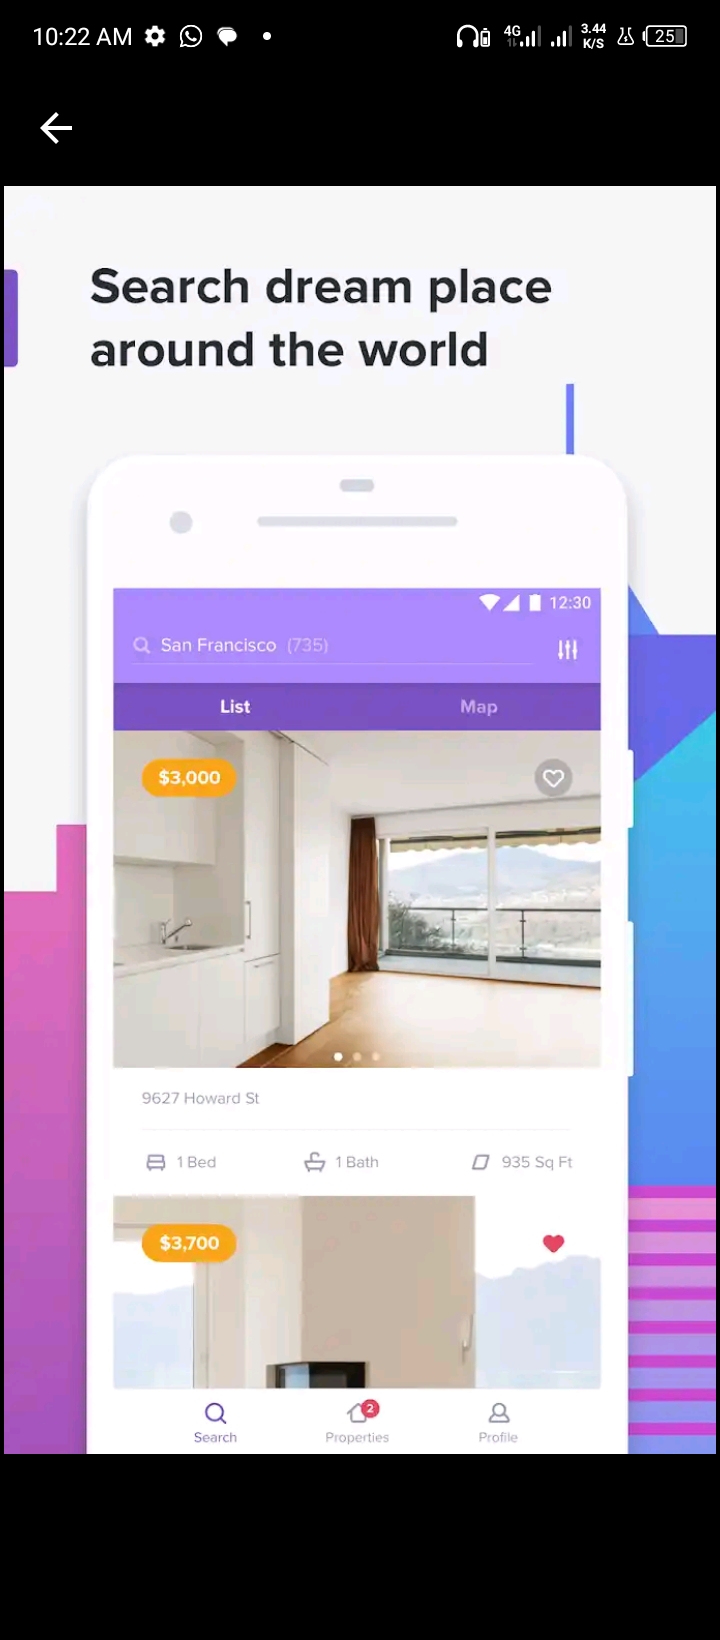 10:22 AM
4G
3.44
K/S
25
Search dream place
around the world
12:30
San Francisco (735)
List
Map
$3,000
9627 Howard St
1 Bed
1 Bath
935 Sq Ft
$3,700
2
Search
Properties
Profile